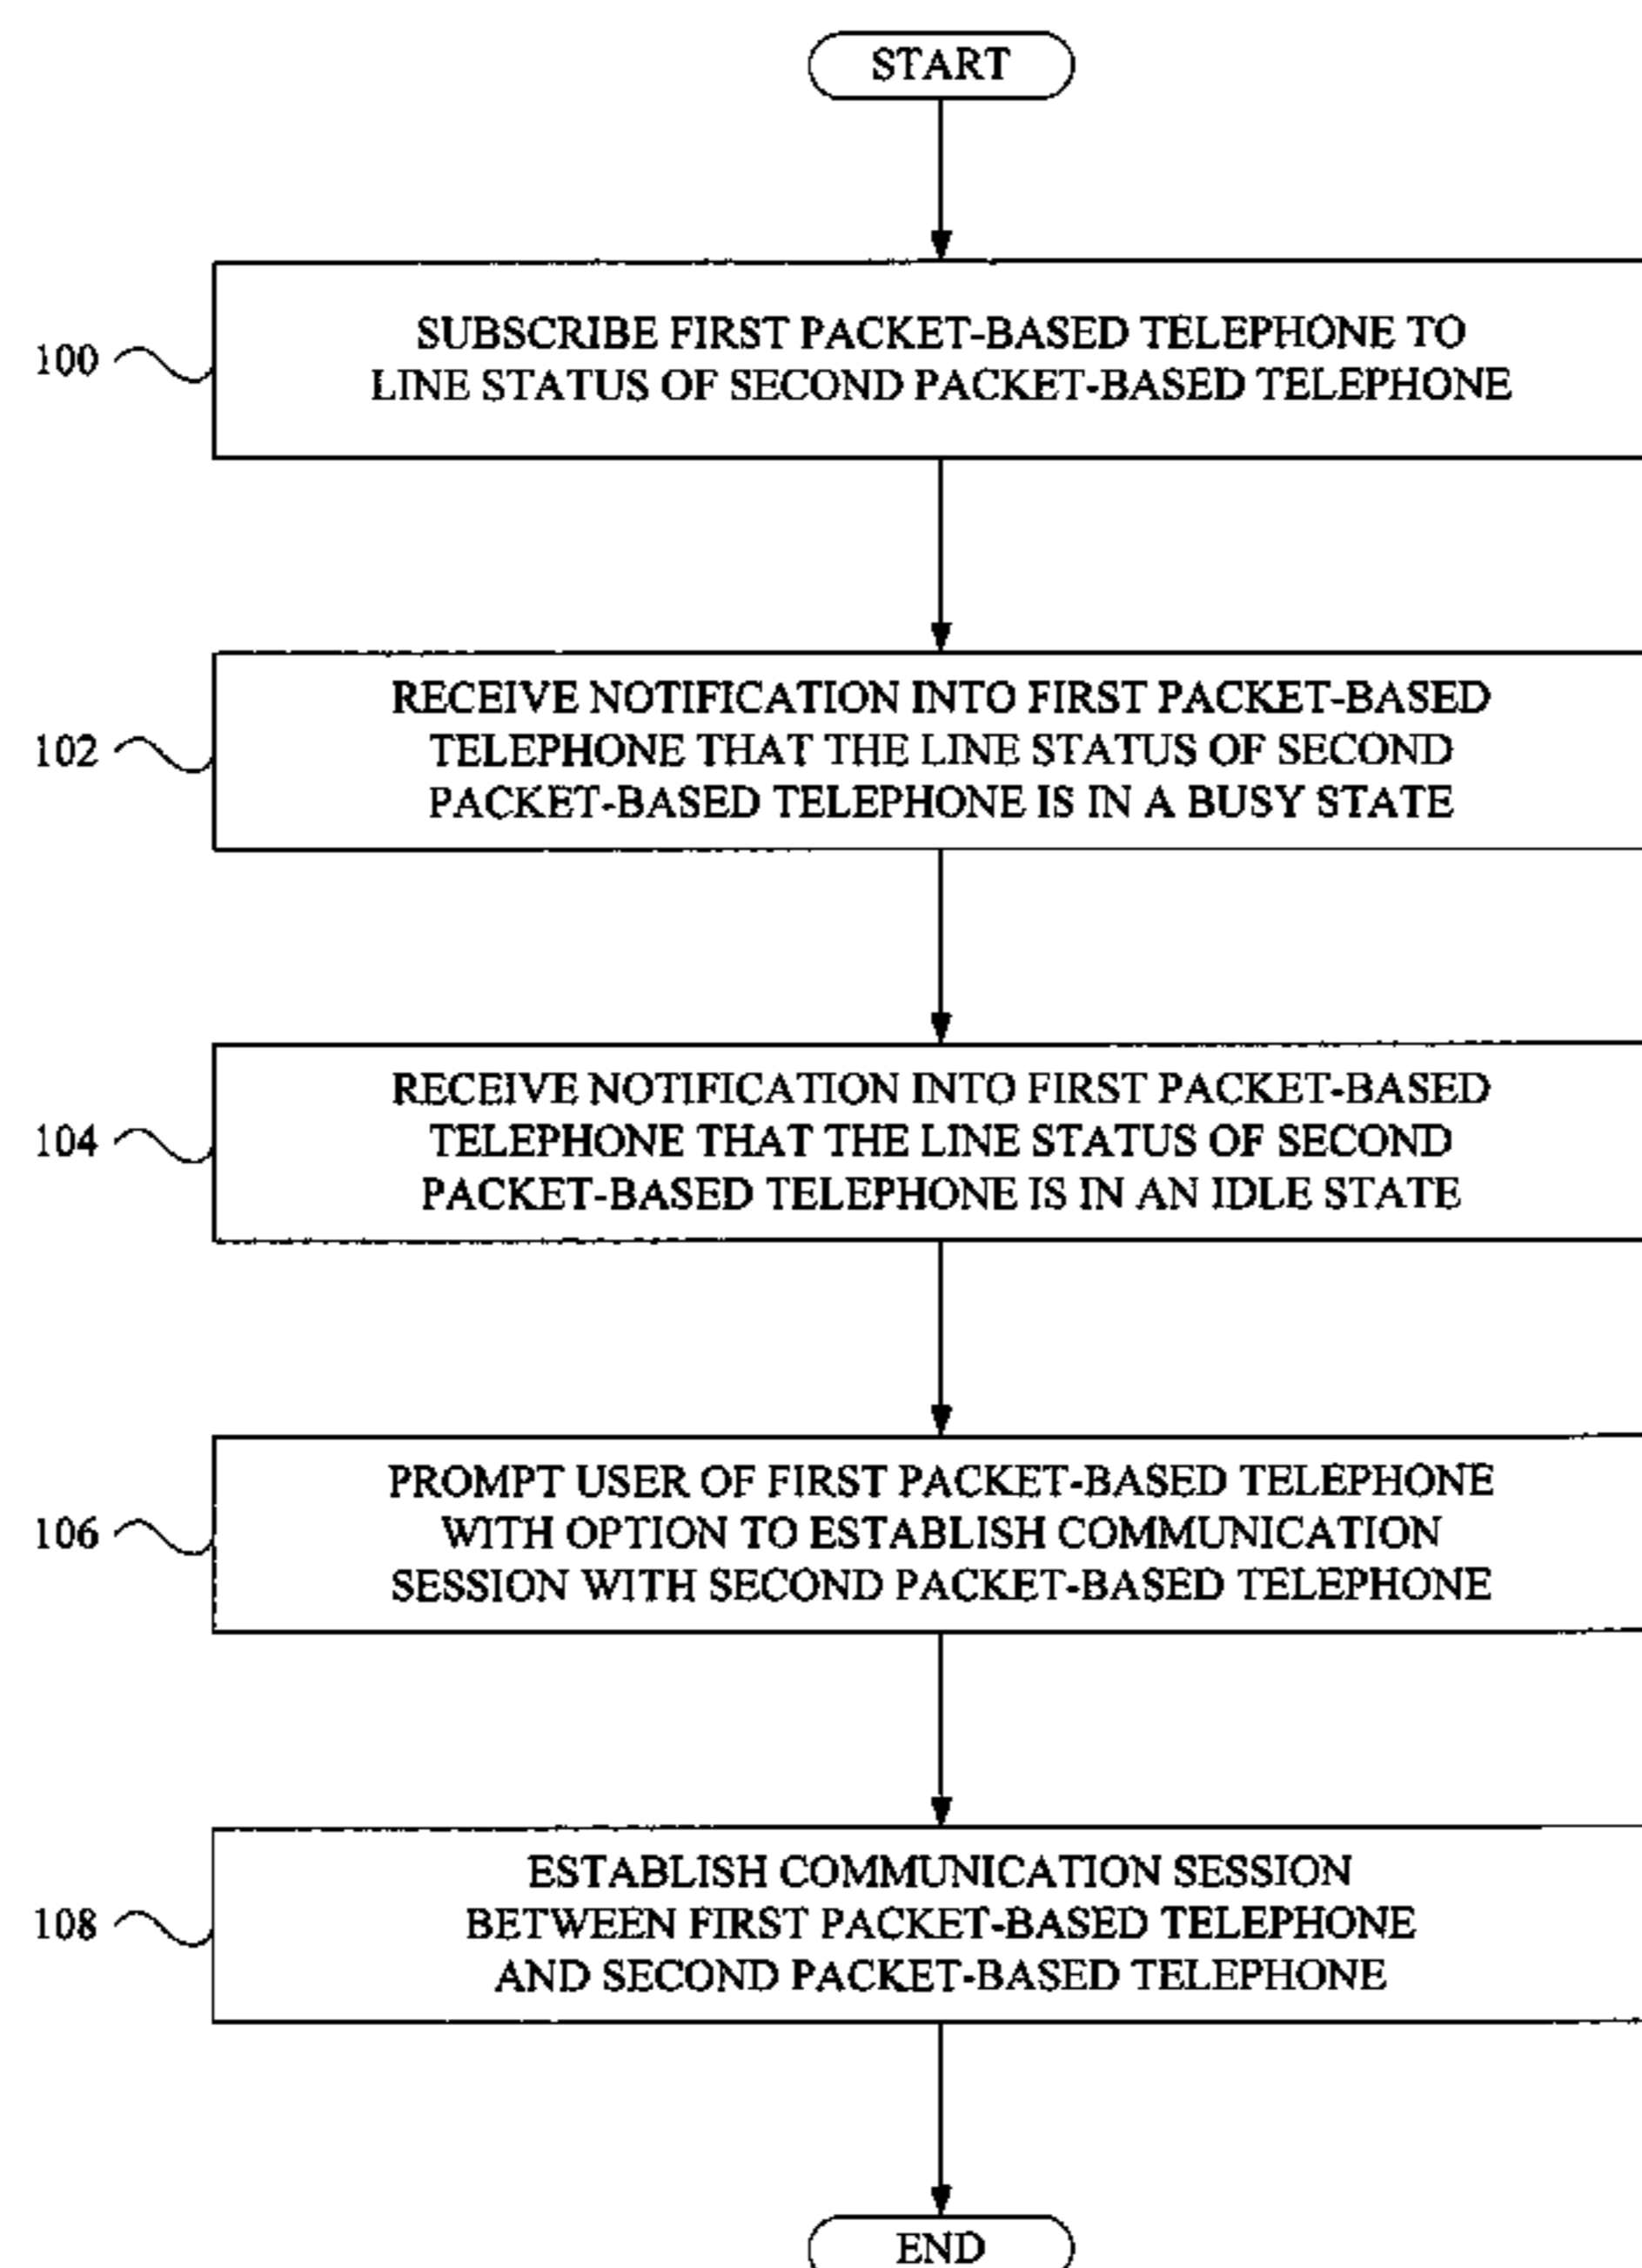 START
100
SUBSCRIBE FIRST PACKET-BASED TELEPHONE TO
LINE STATUS OF SECOND PACKET-BASED TELEPHONE
102
RECEIVE NOTIFICATION INTO FIRST PACKET-BASED
TELEPHONE THAT THE LINE STATUS OF SECOND
PACKET-BASED TELEPHONE IS IN A BUSY STATE
104
RECEIVE NOTIFICATION INTO FIRST PACKET-BASED
TELEPHONE THAT THE LINE STATUS OF SECOND
PACKET-BASED TELEPHONE IS IN AN IDLE STATE
106
PROMPT USER OF FIRST PACKET-BASED TELEPHONE
WITH OPTION TO ESTABLISH COMMUNICATION
SESSION WITH SECOND PACKET-BASED TELEPHONE
108
ESTABLISH COMMUNICATION SESSION
BETWEEN FIRST PACKET-BASED TELEPHONE
AND SECOND PACKET-BASED TELEPHONE
END